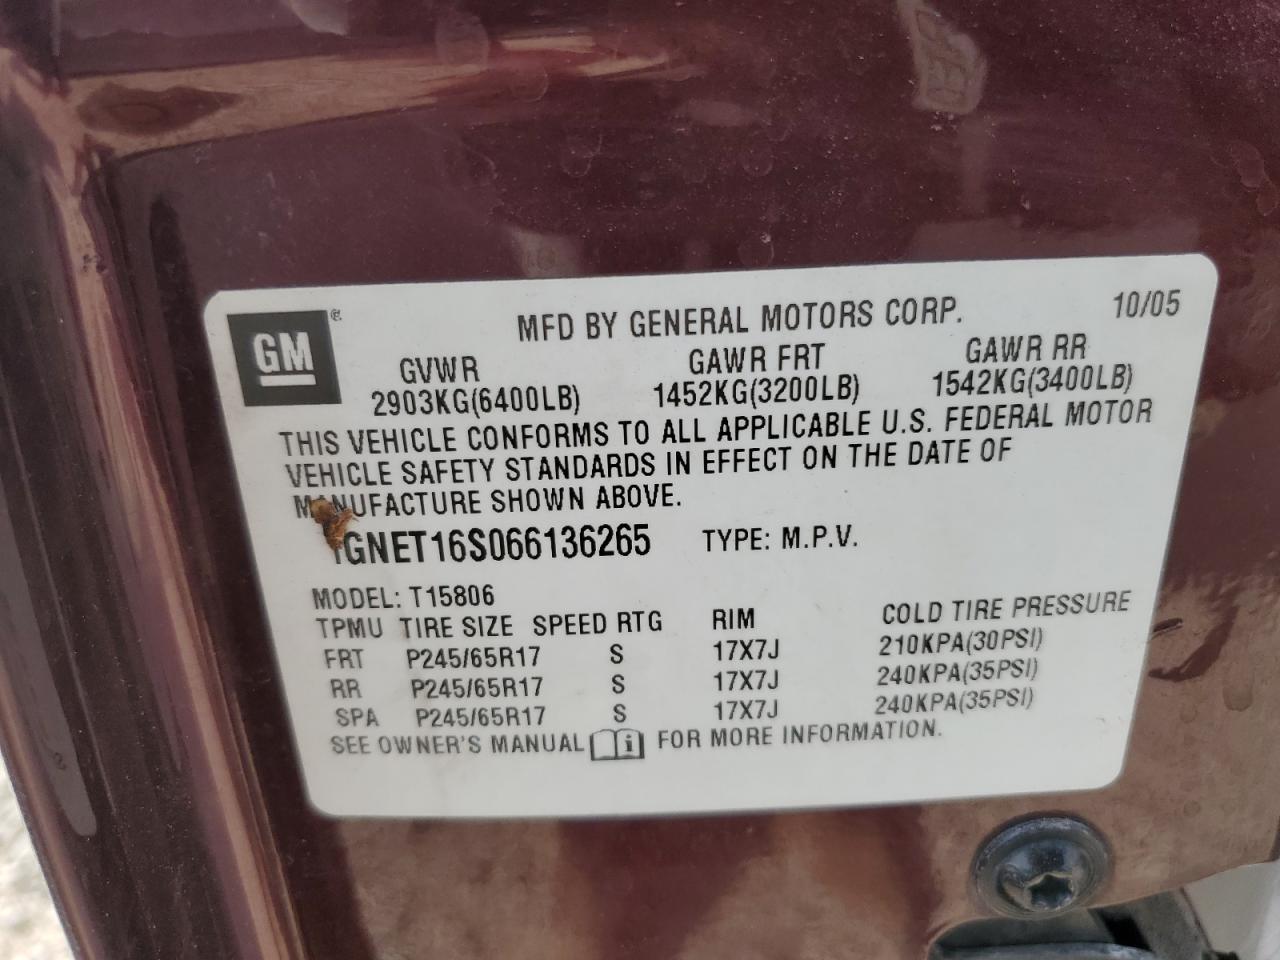 GM®
MFD BY GENERAL MOTORS CORP. 10/05
GVWR GAWR FRT GAWR RR
2903KG(6400LB) 1452KG(3200LB) 1542KG(3400LB)
THIS VEHICLE CONFORMS TO ALL APPLICABLE U.S. FEDERAL MOTOR
VEHICLE SAFETY STANDARDS IN EFFECT ON THE DATE OF
MANUFACTURE SHOWN ABOVE.
1GNET16S066136265 TYPE: M.P.V.
MODEL: T15806
TPMU TIRE SIZE SPEED RTG RIM COLD TIRE PRESSURE
FRT P245/65R17 S 17X7J 210KPA(30PSI)
RR P245/65R17 S 17X7J 240KPA(35PSI)
SPA P245/65R17 S 17X7J 240KPA(35PSI)
SEE OWNER'S MANUAL i FOR MORE INFORMATION.